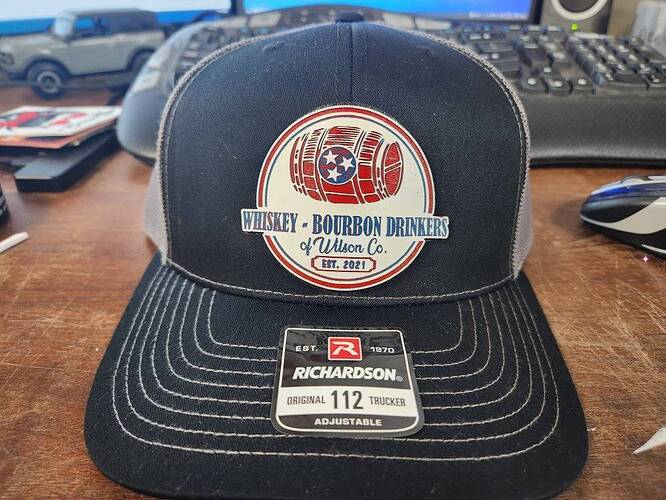 WHISKEY - BOURBON DRINKERS
of Wilson Co.
EST. 2021
EST. R 1970
RICHARDSON®
ORIGINAL 112 TRUCKER
ADJUSTABLE